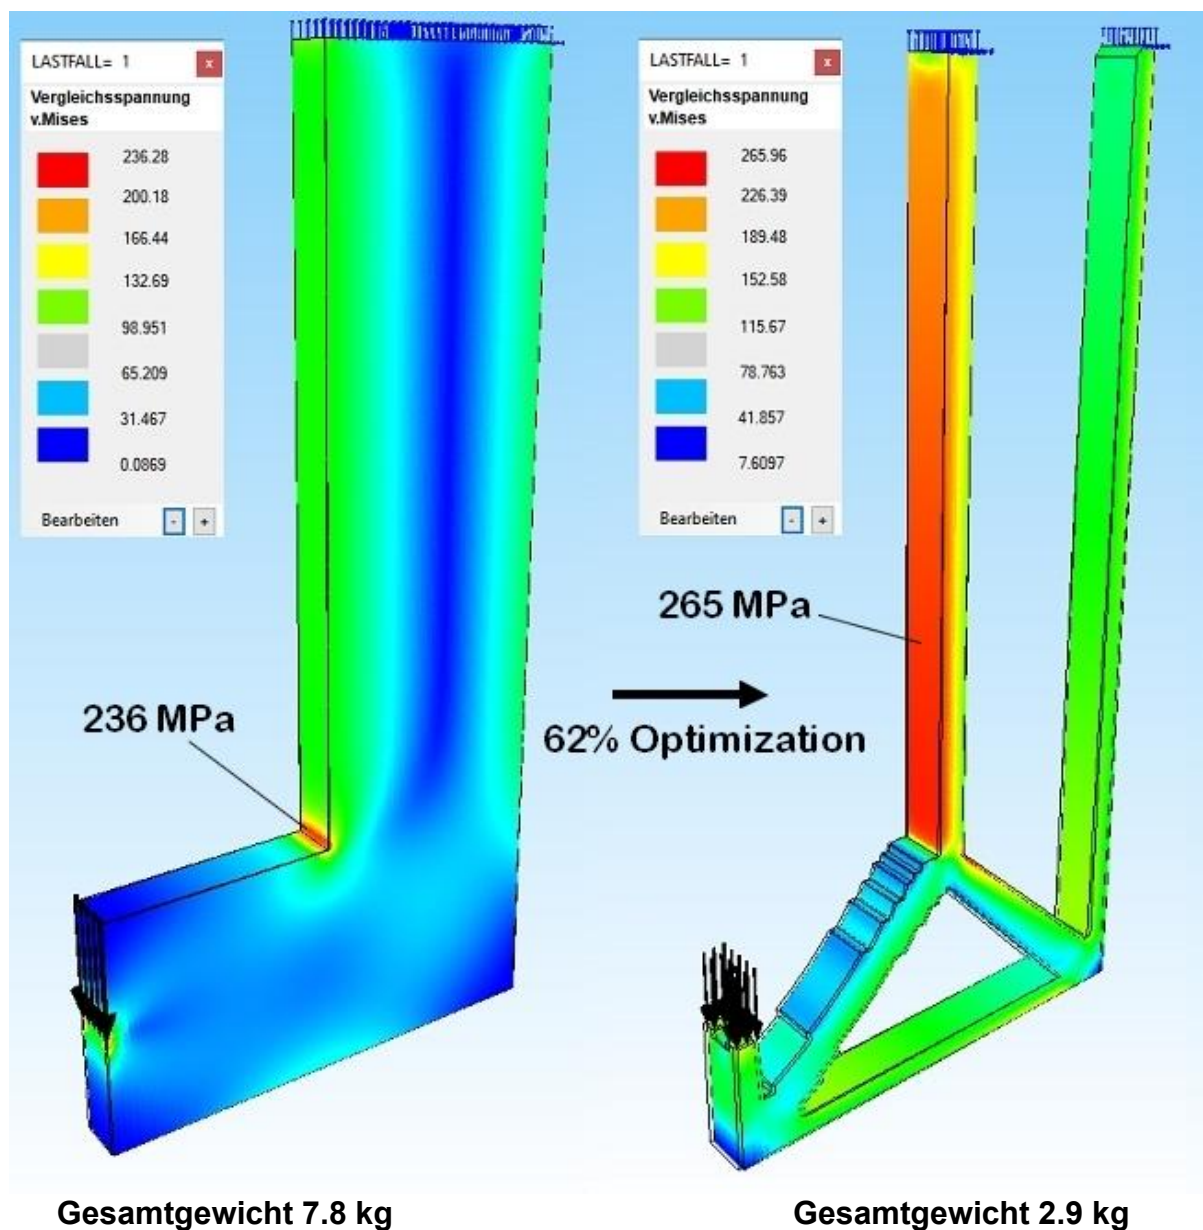 LASTFALL= 1
x
Vergleichsspannung
v.Mises
236.28
200.18
166.44
132.69
98.951
65.209
31.467
0.0869
Bearbeiten - +
236 MPa
62% Optimization
LASTFALL= 1
x
Vergleichsspannung
v.Mises
265.96
226.39
189.48
152.58
115.67
78.763
41.857
7.6097
Bearbeiten - +
265 MPa
Gesamtgewicht 7.8 kg
Gesamtgewicht 2.9 kg